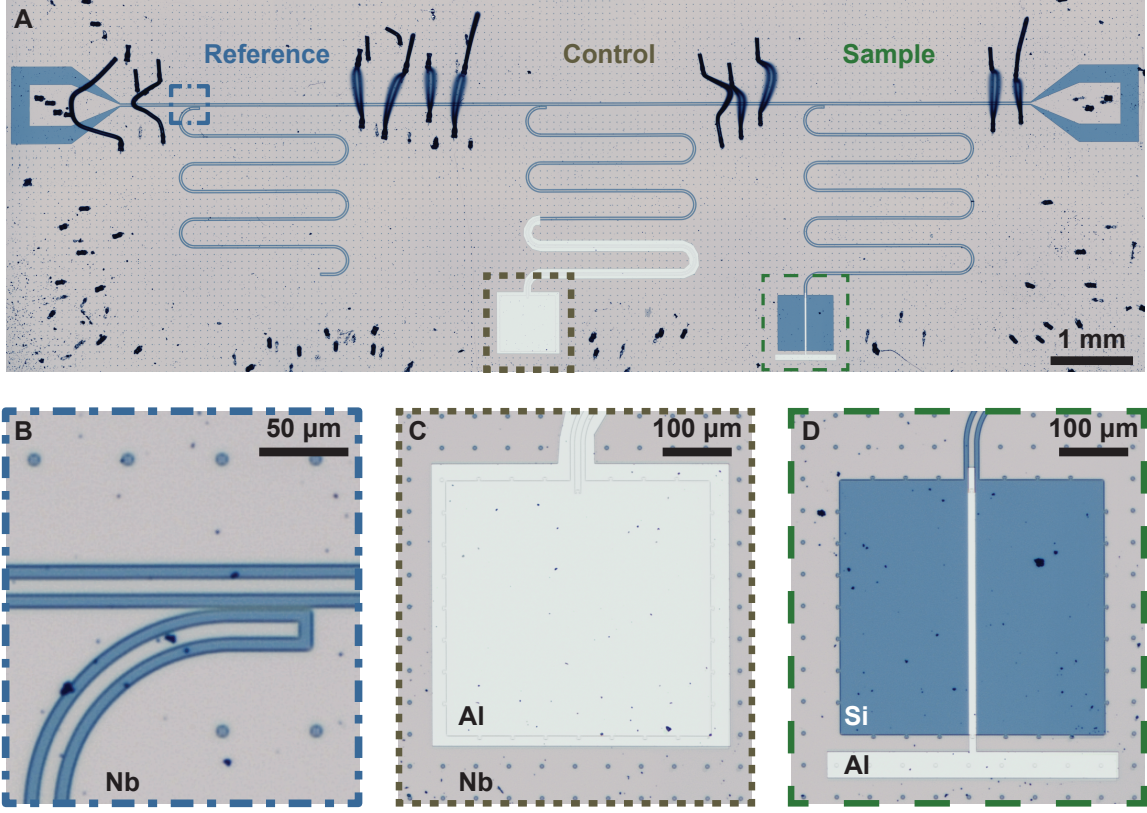 A
Reference
Control
Sample
1 mm
B
50 µm
Nb
C
100 µm
Al
Nb
D
100 µm
Si
Al